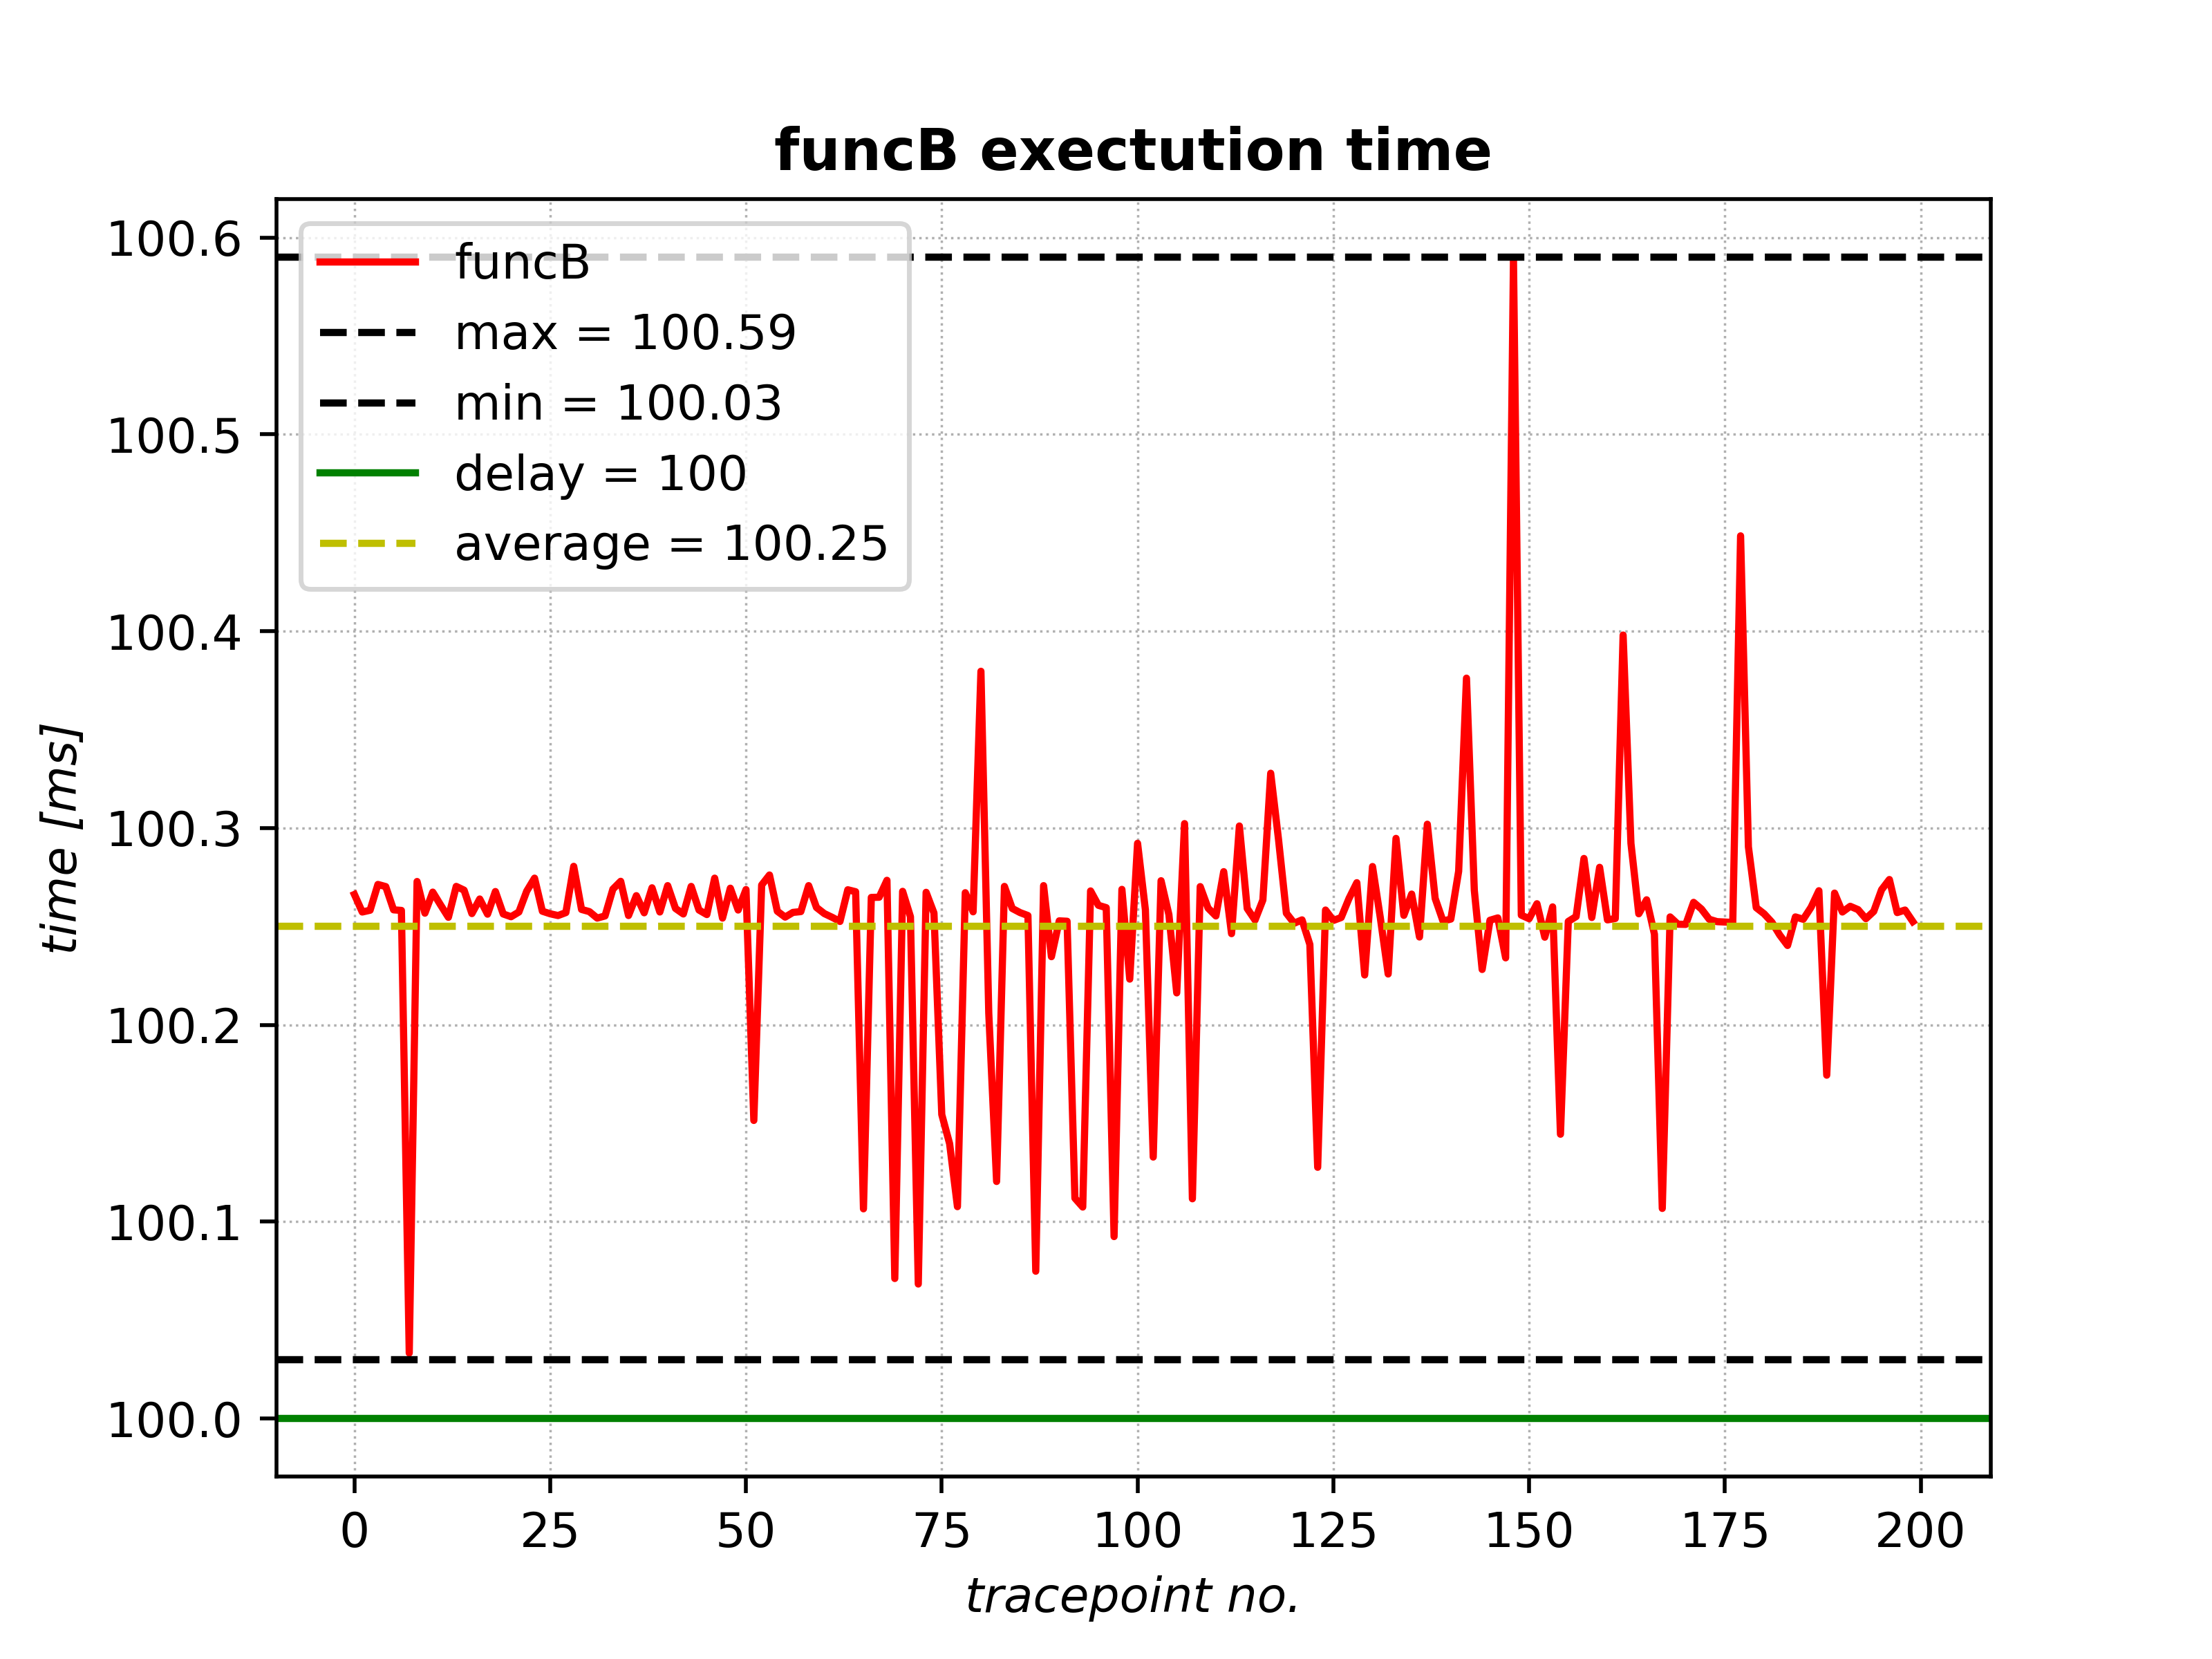 funcB exectution time
100.6
100.5
100.4
100.3
100.2
100.1
100.0
time [ms]
funcB
max = 100.59
min = 100.03
delay = 100
average = 100.25
0 25 50 75 100 125 150 175 200
tracepoint no.